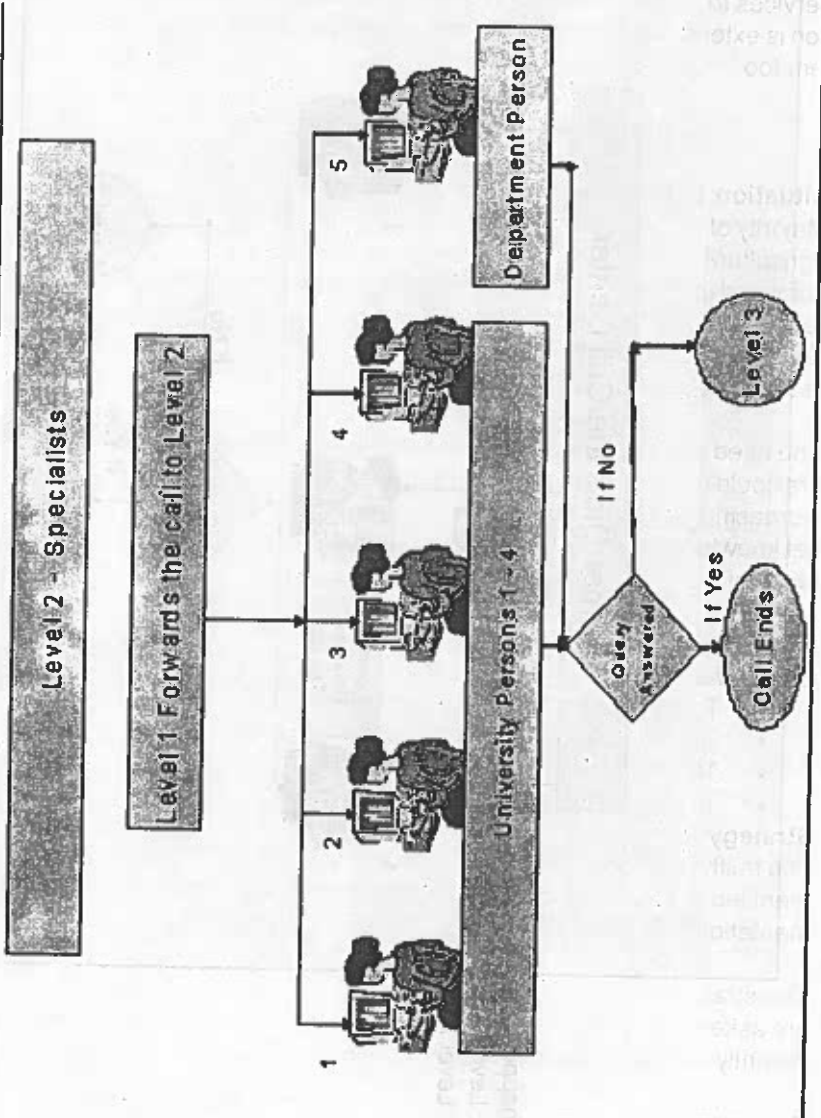 Level 2 - Specialists
Level 1 Forwards the call to Level 2
1
2
3
4
5
University Persons 1 - 4
Department Person
Query
Answered
If No
If Yes
Level 3
Call Ends